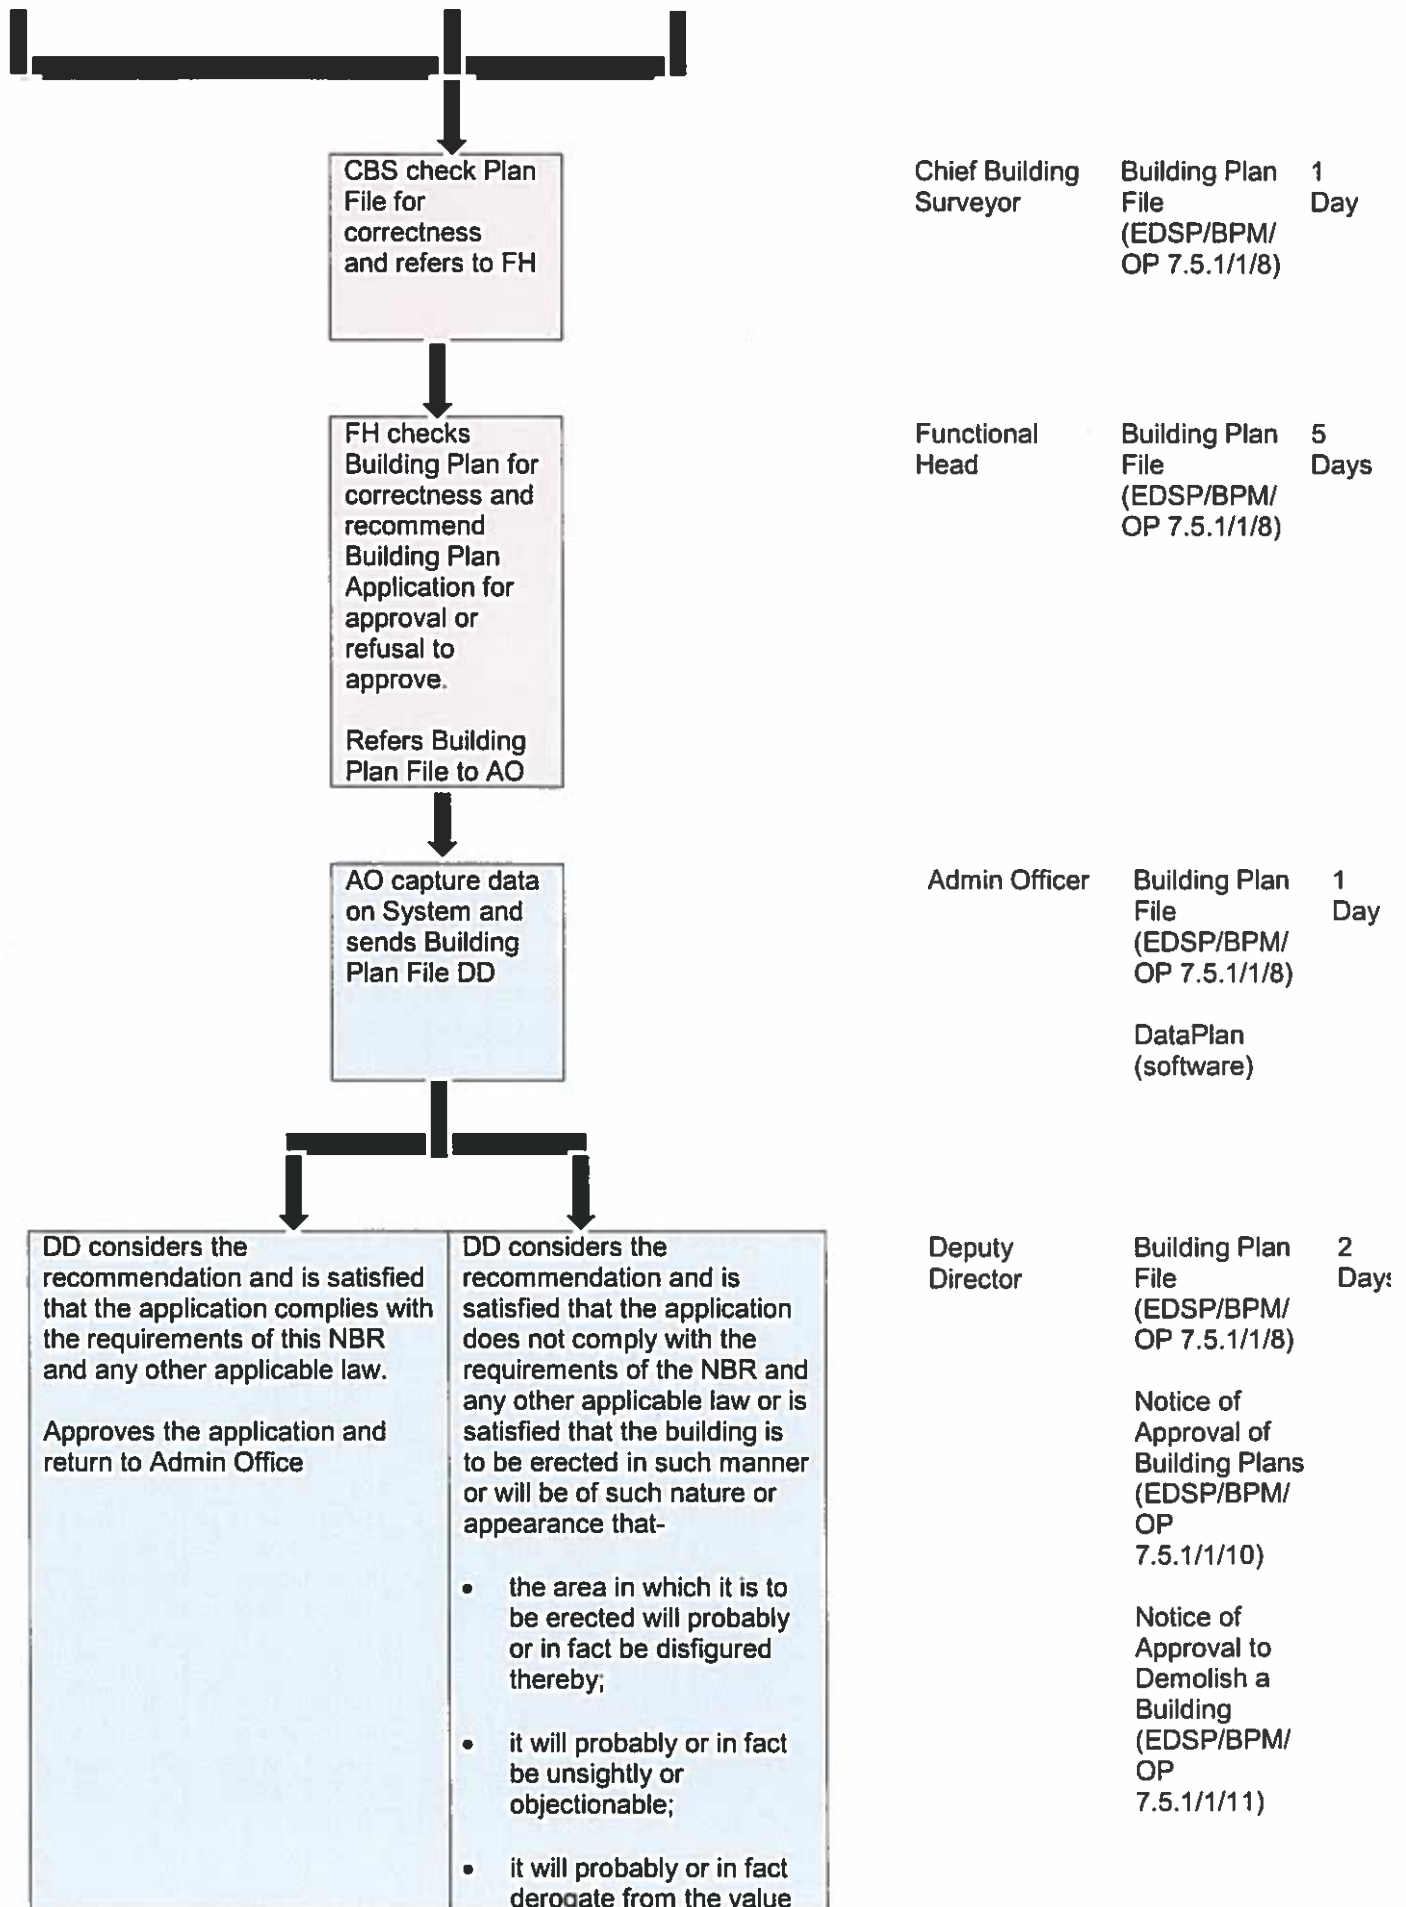 CBS check Plan
File for
correctness
and refers to FH
Chief Building
Surveyor
Building Plan
File
(EDSP/BPM/
OP 7.5.1/1/8)
1
Day
FH checks
Building Plan for
correctness and
recommend
Building Plan
Application for
approval or
refusal to
approve.
Refers Building
Plan File to AO
Functional
Head
Building Plan
File
(EDSP/BPM/
OP 7.5.1/1/8)
5
Days
AO capture data
on System and
sends Building
Plan File DD
Admin Officer
Building Plan
File
(EDSP/BPM/
OP 7.5.1/1/8)
DataPlan
(software)
1
Day
DD considers the
recommendation and is satisfied
that the application complies with
the requirements of this NBR
and any other applicable law.
Approves the application and
return to Admin Office
DD considers the
recommendation and is
satisfied that the application
does not comply with the
requirements of the NBR and
any other applicable law or is
satisfied that the building is
to be erected in such manner
or will be of such nature or
appearance that-
• the area in which it is to
be erected will probably
or in fact be disfigured
thereby;
• it will probably or in fact
be unsightly or
objectionable;
• it will probably or in fact
derogate from the value
Deputy
Director
Building Plan
File
(EDSP/BPM/
OP 7.5.1/1/8)
Notice of
Approval of
Building Plans
(EDSP/BPM/
OP
7.5.1/1/10)
Notice of
Approval to
Demolish a
Building
(EDSP/BPM/
OP
7.5.1/1/11)
2
Days